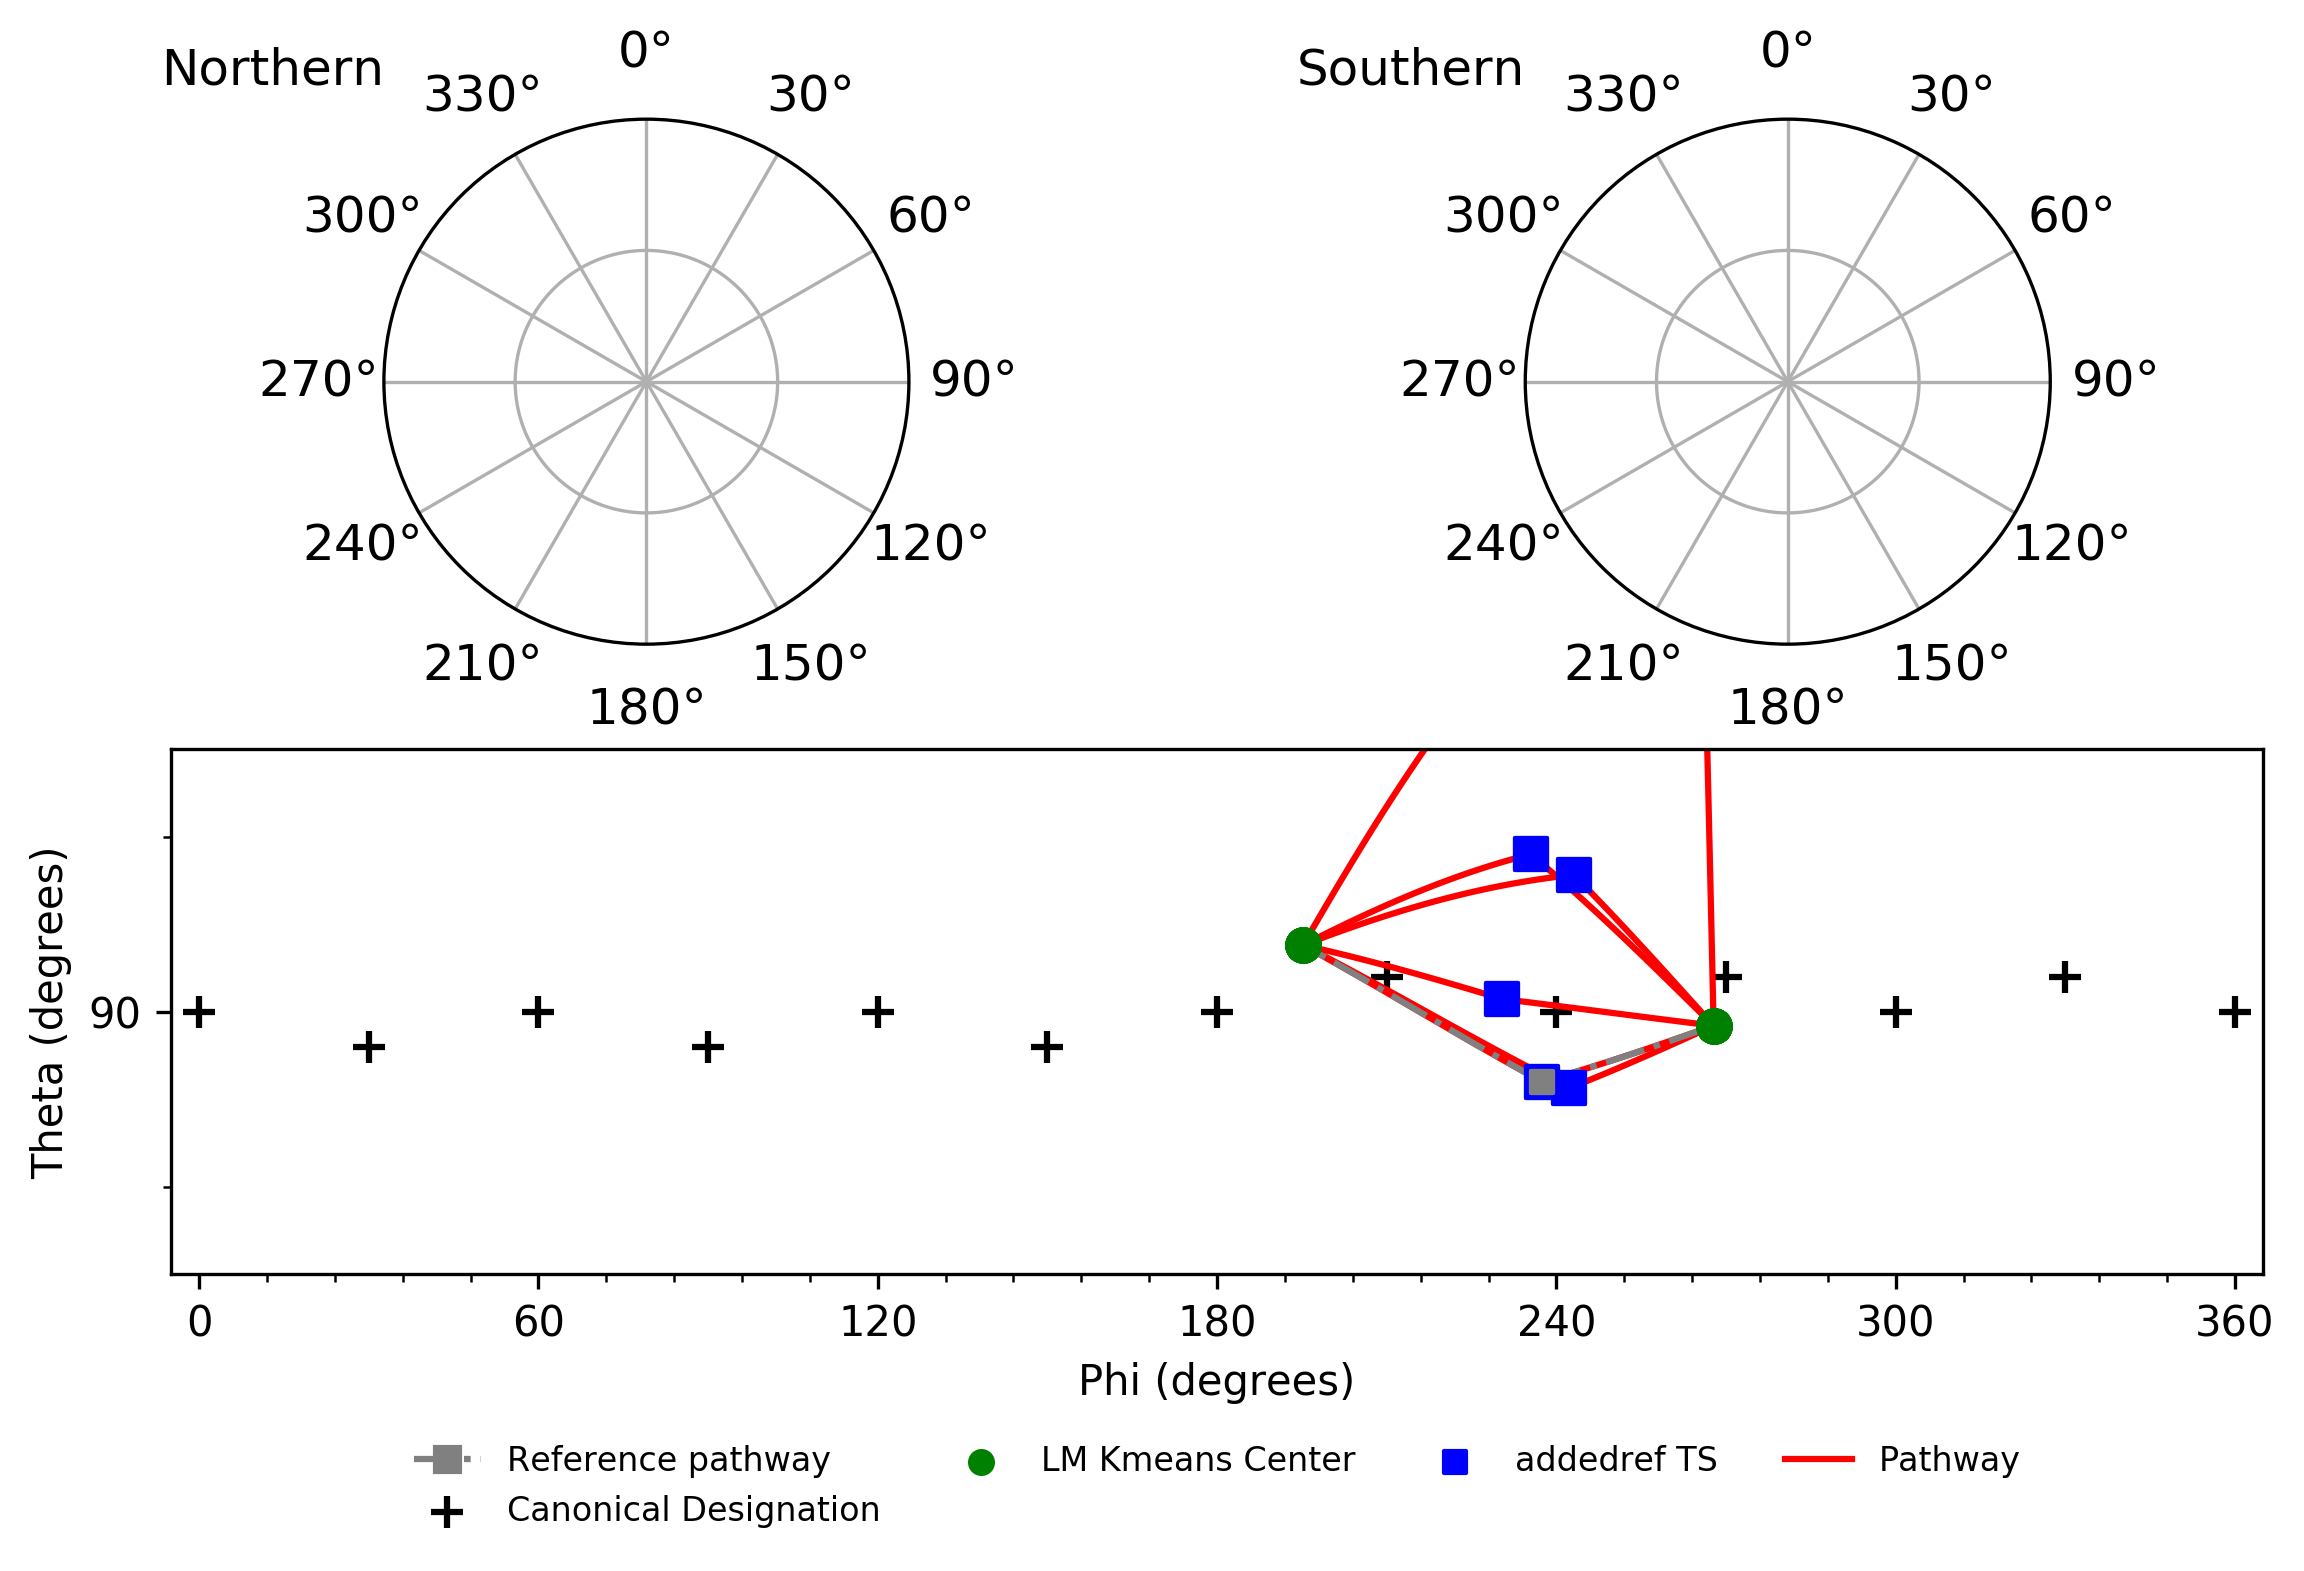 Northern
0°
330°
30°
300°
60°
270°
90°
240°
120°
210°
150°
180°
Southern
0°
330°
30°
300°
60°
270°
90°
240°
120°
210°
150°
180°
Theta (degrees)
90
0 60 120 180 240 300 360
Phi (degrees)
Reference pathway
Canonical Designation
LM Kmeans Center
addedref TS
Pathway